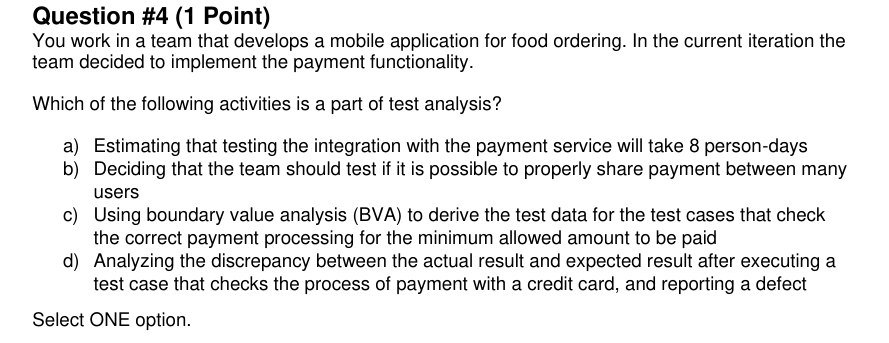 Question #4 (1 Point)
You work in a team that develops a mobile application for food ordering. In the current iteration the
team decided to implement the payment functionality.
Which of the following activities is a part of test analysis?
a) Estimating that testing the integration with the payment service will take 8 person-days
b) Deciding that the team should test if it is possible to properly share payment between many
users
c) Using boundary value analysis (BVA) to derive the test data for the test cases that check
the correct payment processing for the minimum allowed amount to be paid
d) Analyzing the discrepancy between the actual result and expected result after executing a
test case that checks the process of payment with a credit card, and reporting a defect
Select ONE option.